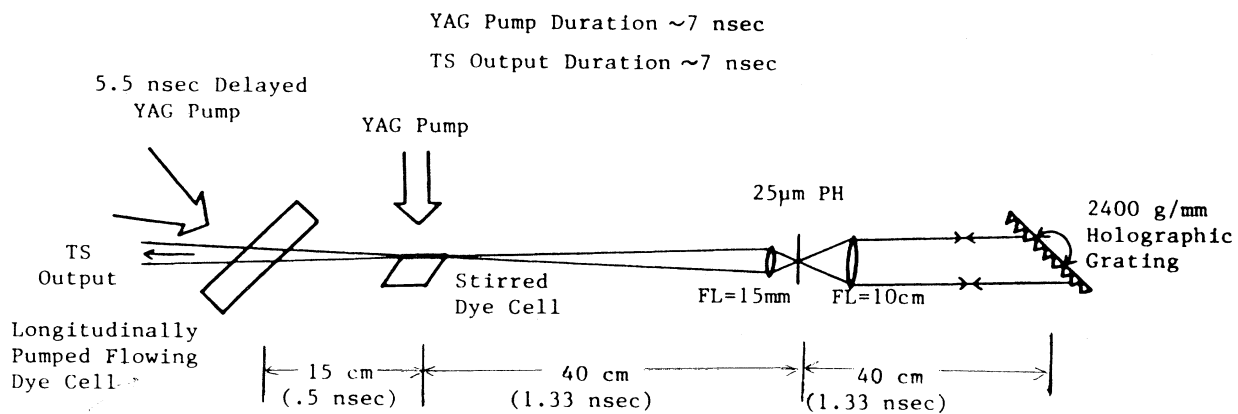 YAG Pump Duration ~7 nsec
TS Output Duration ~7 nsec
5.5 nsec Delayed
YAG Pump
YAG Pump
25μm PH
2400 g/mm
Holographic
Grating
TS
Output
Stirred
Dye Cell
FL=15mm
FL=10cm
Longitudinally
Pumped Flowing
Dye Cell
15 cm
(.5 nsec)
40 cm
(1.33 nsec)
40 cm
(1.33 nsec)